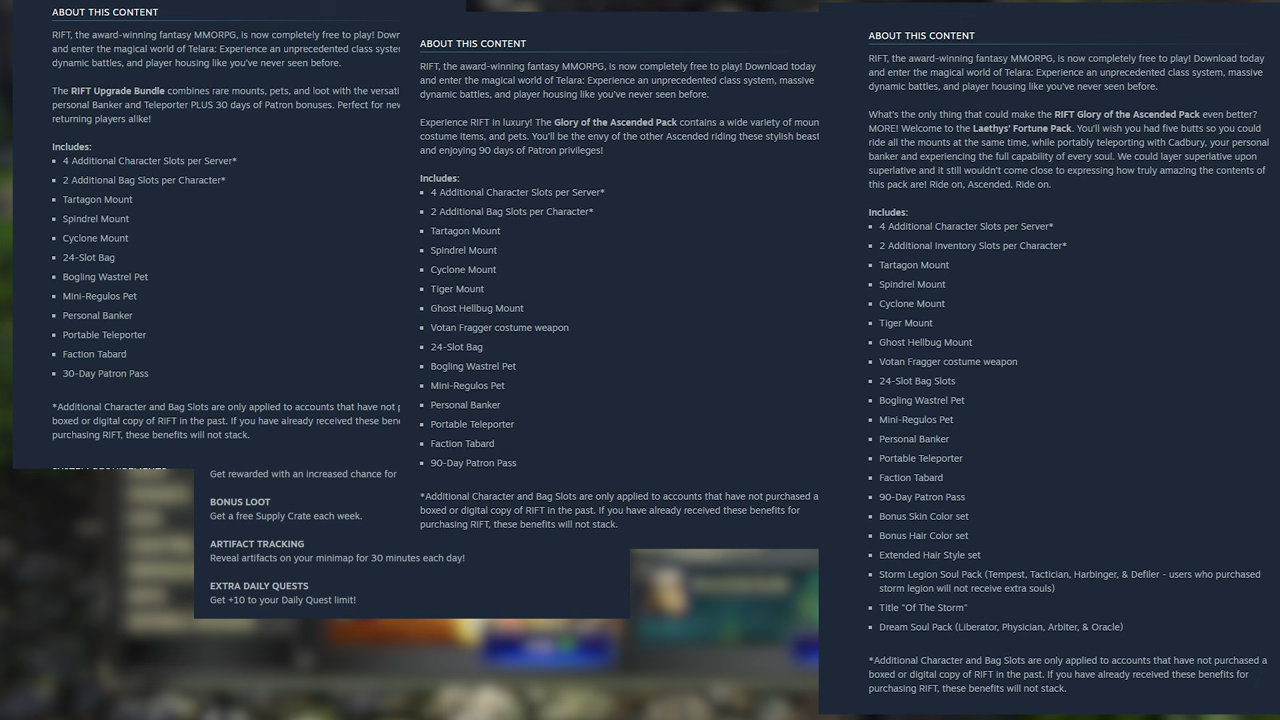 ABOUT THIS CONTENT
RIFT, the award-winning fantasy MMORPG, is now completely free to play!
and enter the magical world of Telara: Experience an unprecedented class
dynamic battles, and player housing like you've never seen before.
The RIFT Upgrade Bundle combines rare mounts, pets, and loot with the
personal Banker and Teleporter PLUS 30 days of Patron bonuses. Perfect for
returning players alike!
Includes:
4 Additional Character Slots per Server*
2 Additional Bag Slots per Character*
Tartagon Mount
Spindrel Mount
Cyclone Mount
24-Slot Bag
Bogling Wastrel Pet
Mini-Regulos Pet
Personal Banker
Portable Teleporter
Faction Tabard
30-Day Patron Pass
*Additional Character and Bag Slots are only applied to accounts that have not
boxed or digital copy of RIFT in the past. If you have already received these
purchasing RIFT, these benefits will not stack.
Get rewarded with an increased chance for
BONUS LOOT
Get a free Supply Crate each week.
ARTIFACT TRACKING
Reveal artifacts on your minimap for 30 minutes each day!
EXTRA DAILY QUESTS
Get +10 to your Daily Quest limit!
ABOUT THIS CONTENT
RIFT, the award-winning fantasy MMORPG, is now completely free to play! Download today
and enter the magical world of Telara: Experience an unprecedented class system, massive
dynamic battles, and player housing like you've never seen before.
Experience RIFT in luxury! The Glory of the Ascended Pack contains a wide variety of
costume items, and pets. You'll be the envy of the other Ascended riding these stylish
and enjoying 90 days of Patron privileges!
Includes:
4 Additional Character Slots per Server*
2 Additional Bag Slots per Character*
Tartagon Mount
Spindrel Mount
Cyclone Mount
Tiger Mount
Ghost Hellbug Mount
Votan Fragger costume weapon
24-Slot Bag
Bogling Wastrel Pet
Mini-Regulos Pet
Personal Banker
Portable Teleporter
Faction Tabard
90-Day Patron Pass
*Additional Character and Bag Slots are only applied to accounts that have not purchased a
boxed or digital copy of RIFT in the past. If you have already received these benefits for
purchasing RIFT, these benefits will not stack.
ABOUT THIS CONTENT
RIFT, the award-winning fantasy MMORPG, is now completely free to play! Download today
and enter the magical world of Telara: Experience an unprecedented class system, massive
dynamic battles, and player housing like you've never seen before.
What's the only thing that could make the RIFT Glory of the Ascended Pack even better?
MORE! Welcome to the Laethys' Fortune Pack. You'll wish you had five butts so you could
ride all the mounts at the same time, while portably teleporting with Cadbury, your personal
banker and experiencing the full capability of every soul. We could layer superlative upon
superlative and it still wouldn't come close to expressing how truly amazing the contents of
this pack are! Ride on, Ascended. Ride on.
Includes:
4 Additional Character Slots per Server*
2 Additional Inventory Slots per Character*
Tartagon Mount
Spindrel Mount
Cyclone Mount
Tiger Mount
Ghost Hellbug Mount
Votan Fragger costume weapon
24-Slot Bag Slots
Bogling Wastrel Pet
Mini-Regulos Pet
Personal Banker
Portable Teleporter
Faction Tabard
90-Day Patron Pass
Bonus Skin Color set
Bonus Hair Color set
Extended Hair Style set
Storm Legion Soul Pack (Tempest, Tactician, Harbinger, & Defiler - users who purchased
storm legion will not receive extra souls)
Title "Of The Storm"
Dream Soul Pack (Liberator, Physician, Arbiter, & Oracle)
*Additional Character and Bag Slots are only applied to accounts that have not purchased a
boxed or digital copy of RIFT in the past. If you have already received these benefits for
purchasing RIFT, these benefits will not stack.